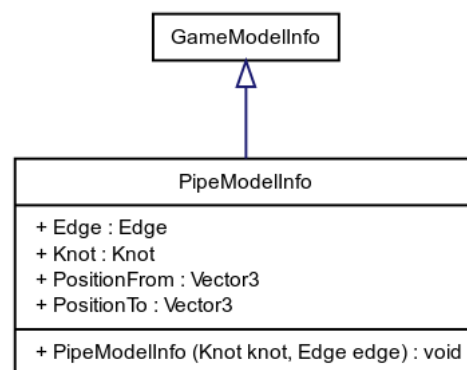 GameModelInfo
PipeModelInfo
+ Edge : Edge
+ Knot : Knot
+ PositionFrom : Vector3
+ PositionTo : Vector3
+ PipeModelInfo (Knot knot, Edge edge) : void